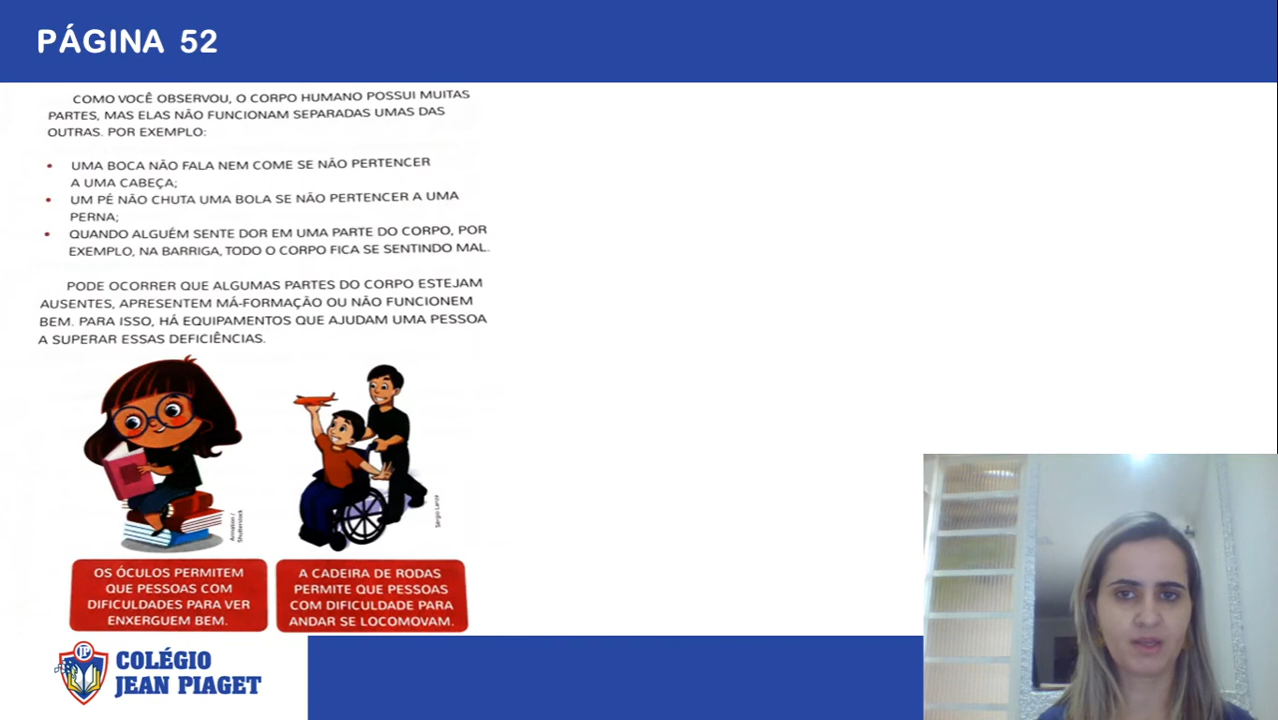 PÁGINA 52
COMO VOCÊ OBSERVOU, O CORPO HUMANO POSSUI MUITAS
PARTES, MAS ELAS NÃO FUNCIONAM SEPARADAS UMAS DAS
OUTRAS. POR EXEMPLO:
• UMA BOCA NÃO FALA NEM COME SE NÃO PERTENCER
A UMA CABEÇA;
• UM PÉ NÃO CHUTA UMA BOLA SE NÃO PERTENCER A UMA
PERNA;
• QUANDO ALGUÉM SENTE DOR EM UMA PARTE DO CORPO, POR
EXEMPLO, NA BARRIGA, TODO O CORPO FICA SE SENTINDO MAL.
PODE OCORRER QUE ALGUMAS PARTES DO CORPO ESTEJAM
AUSENTES, APRESENTEM MÁ-FORMAÇÃO OU NÃO FUNCIONEM
BEM. PARA ISSO, HÁ EQUIPAMENTOS QUE AJUDAM UMA PESSOA
A SUPERAR ESSAS DEFICIÊNCIAS.
Shutterstock
Sérgio Lanza
OS ÓCULOS PERMITEM
QUE PESSOAS COM
DIFICULDADES PARA VER
ENXERGUEM BEM.
A CADEIRA DE RODAS
PERMITE QUE PESSOAS
COM DIFICULDADE PARA
ANDAR SE LOCOMOVAM.
COLÉGIO
JEAN PIAGET